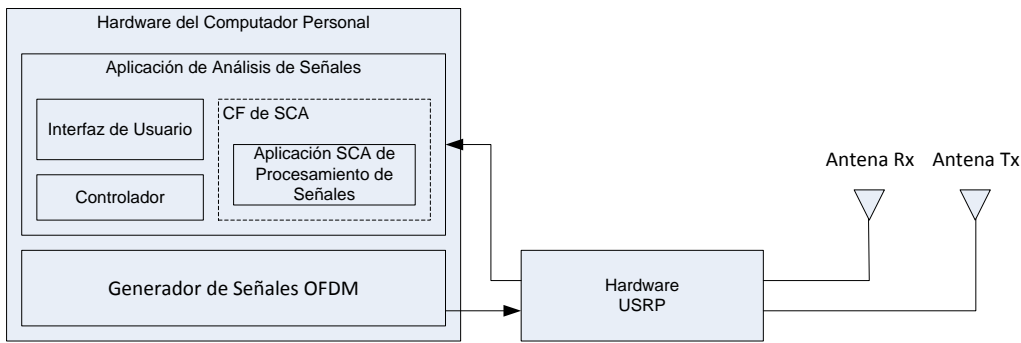 Hardware del Computador Personal
Aplicación de Análisis de Señales
Interfaz de Usuario
Controlador
CF de SCA
Aplicación SCA de
Procesamiento de
Señales
Generador de Señales OFDM
Hardware
USRP
Antena Rx
Antena Tx